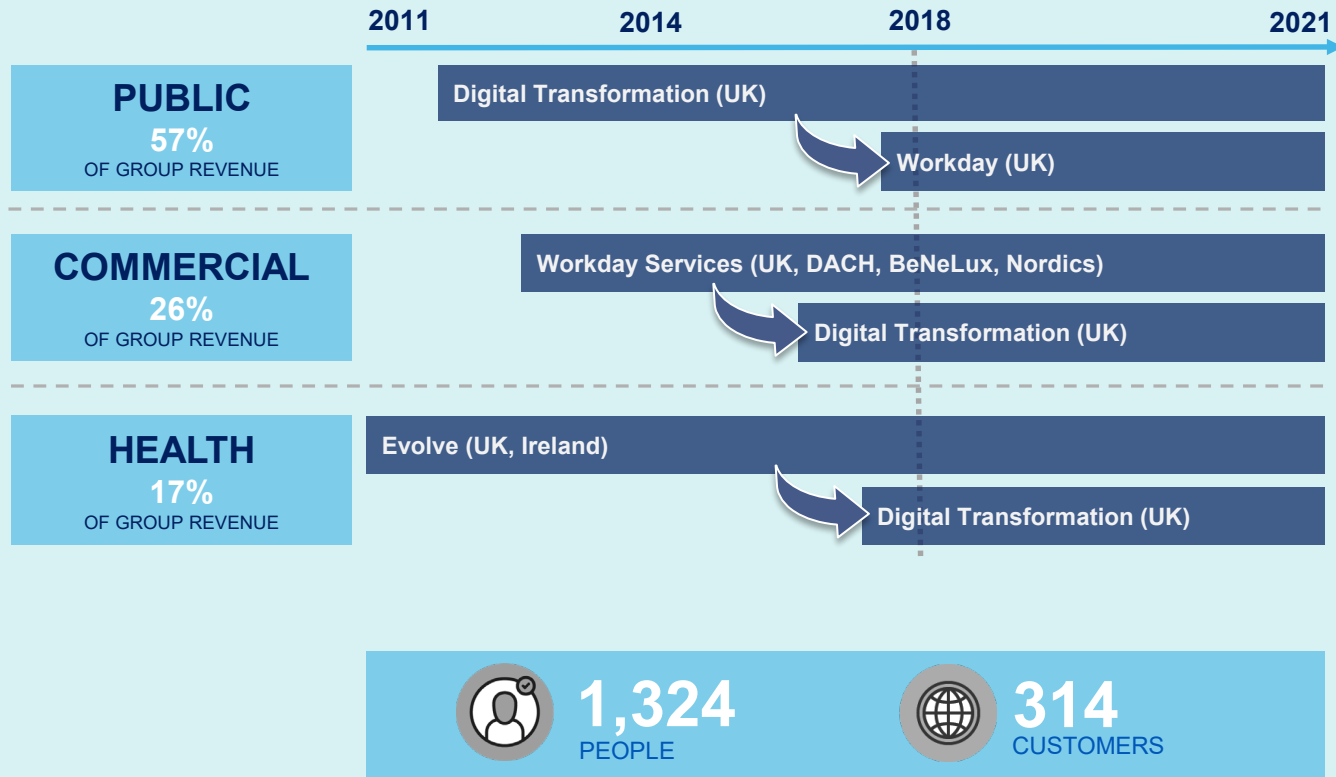 2011
2014
2018
2021
PUBLIC
57%
OF GROUP REVENUE
Digital Transformation (UK)
Workday (UK)
COMMERCIAL
26%
OF GROUP REVENUE
Workday Services (UK, DACH, BeNeLux, Nordics)
Digital Transformation (UK)
HEALTH
17%
OF GROUP REVENUE
Evolve (UK, Ireland)
Digital Transformation (UK)
1,324
PEOPLE
314
CUSTOMERS